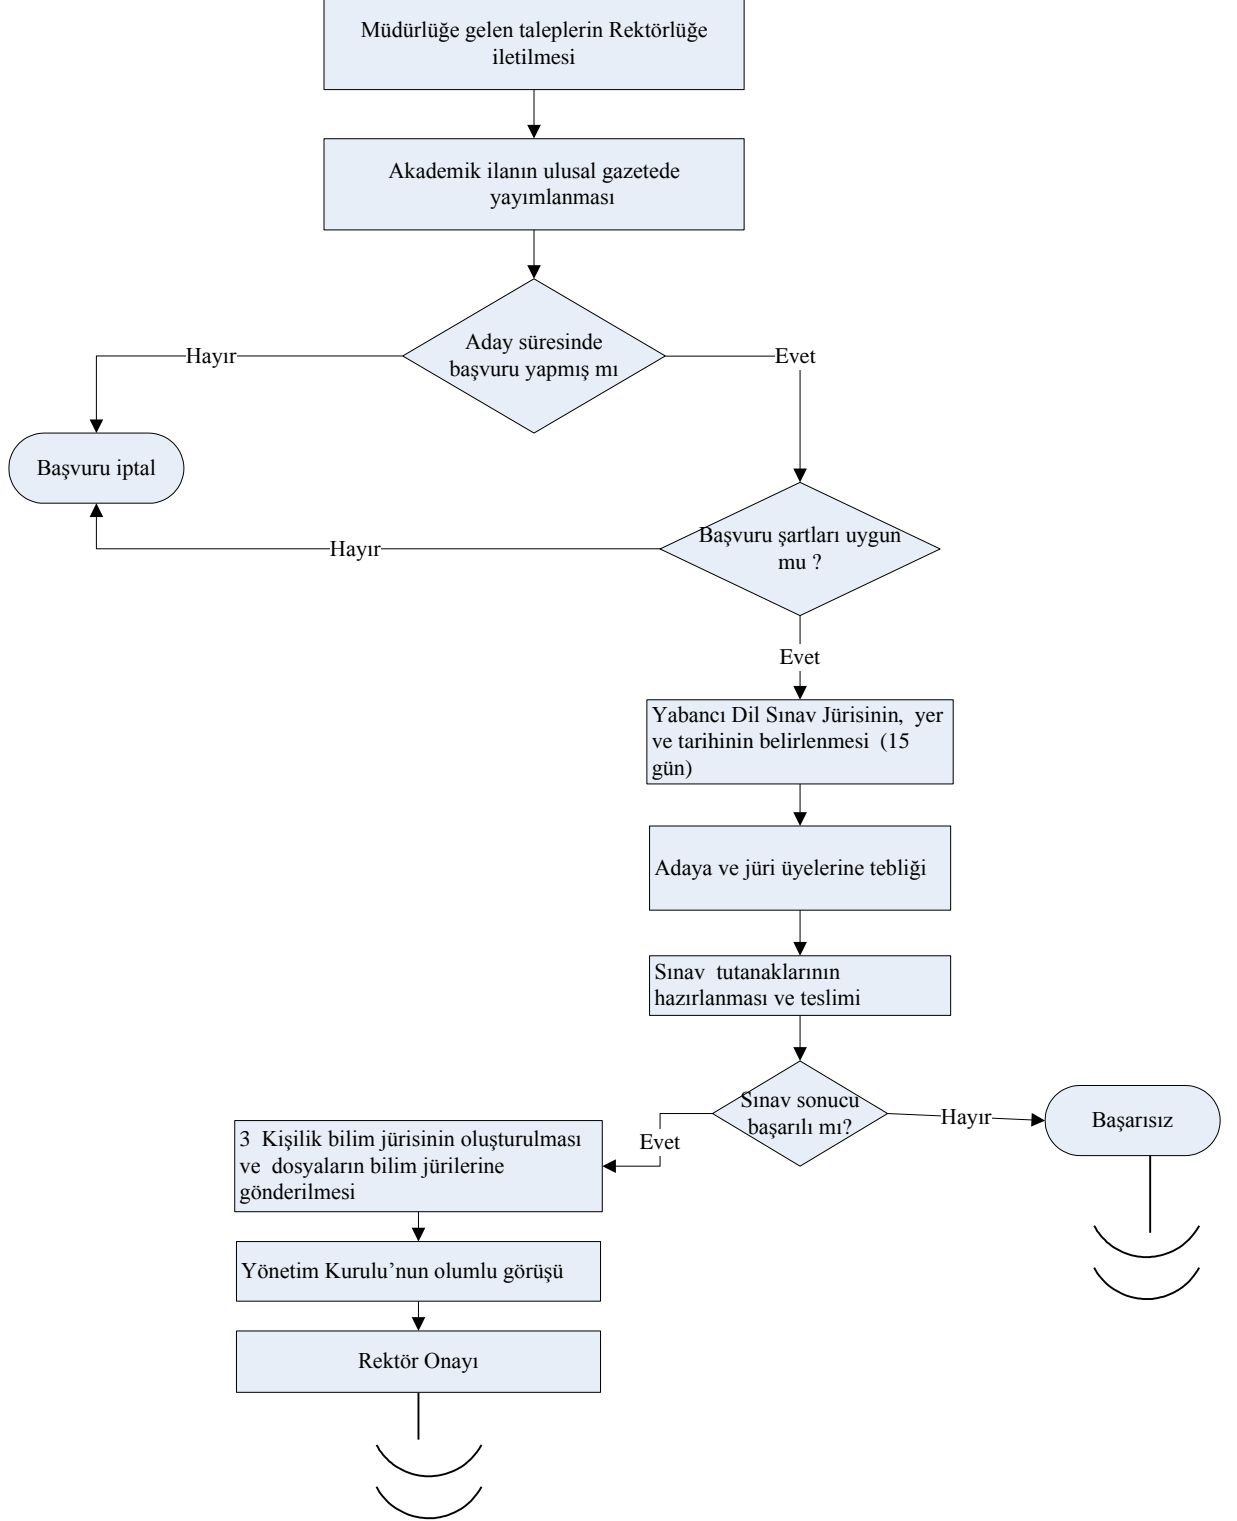 Müdürlüğe gelen taleplerin Rektörlüğe
iletilmesi
Akademik ilanın ulusal gazetede
yayımlanması
Aday süresinde
başvuru yapmış mı
Hayır
Evet
Başvuru iptal
Başvuru şartları uygun
mu ?
Hayır
Evet
Yabancı Dil Sınav Jürisinin,  yer
ve tarihinin belirlenmesi  (15
gün)
Adaya ve jüri üyelerine tebliği
Sınav  tutanaklarının
hazırlanması ve teslimi
Sınav sonucu
başarılı mı?
Hayır
Başarısız
Evet
3  Kişilik bilim jürisinin oluşturulması
ve  dosyaların bilim jürilerine
gönderilmesi
Yönetim Kurulu’nun olumlu görüşü
Rektör Onayı